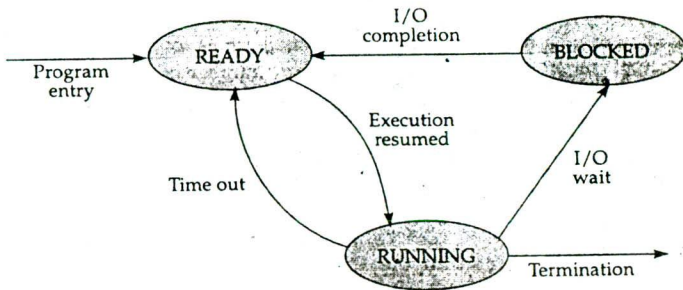 I/O
completion
READY
BLOCKED
Program
entry
Execution
resumed
I/O
wait
Time out
RUNNING
Termination